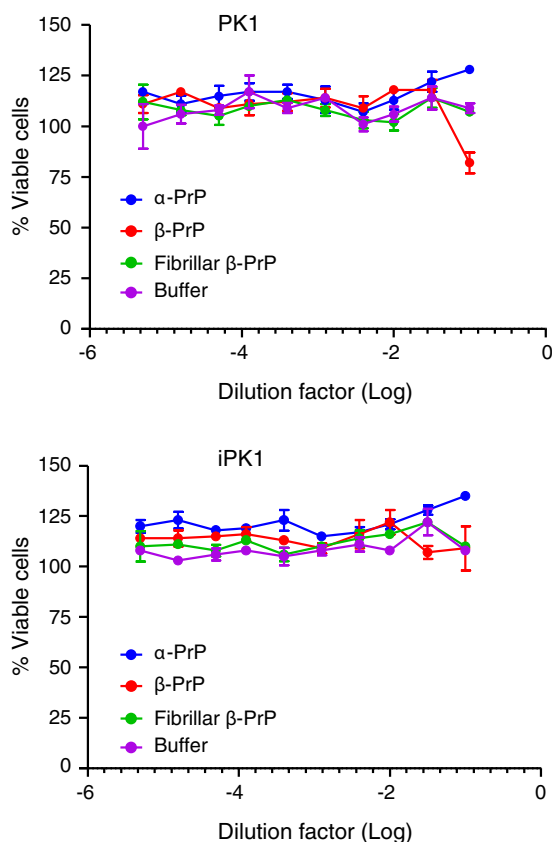 PK1
150
125
100
75
50
25
0
% Viable cells
α-PrP
β-PrP
Fibrillar β-PrP
Buffer
-6 -4 -2 0
Dilution factor (Log)
iPK1
150
125
100
75
50
25
0
% Viable cells
α-PrP
β-PrP
Fibrillar β-PrP
Buffer
-6 -4 -2 0
Dilution factor (Log)